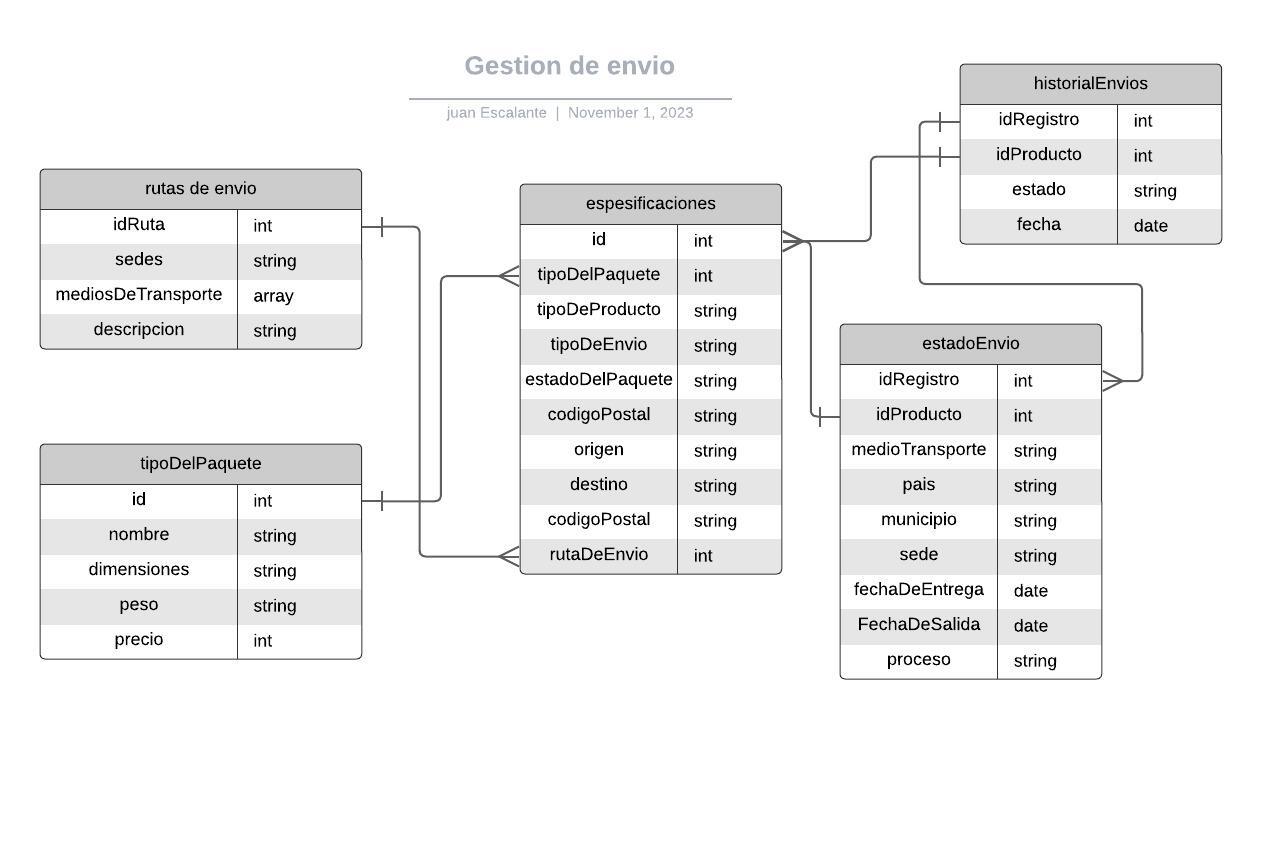 Gestion de envio
juan Escalante | November 1, 2023
rutas de envio
idRuta int
sedes string
mediosDeTransporte array
descripcion string
tipoDelPaquete
id int
nombre string
dimensiones string
peso string
precio int
espesificaciones
id int
tipoDelPaquete int
tipoDeProducto string
tipoDeEnvio string
estadoDelPaquete string
codigoPostal string
origen string
destino string
codigoPostal string
rutaDeEnvio int
historialEnvios
idRegistro int
idProducto int
estado string
fecha date
estadoEnvio
idRegistro int
idProducto int
medioTransporte string
pais string
municipio string
sede string
fechaDeEntrega date
FechaDeSalida date
proceso string